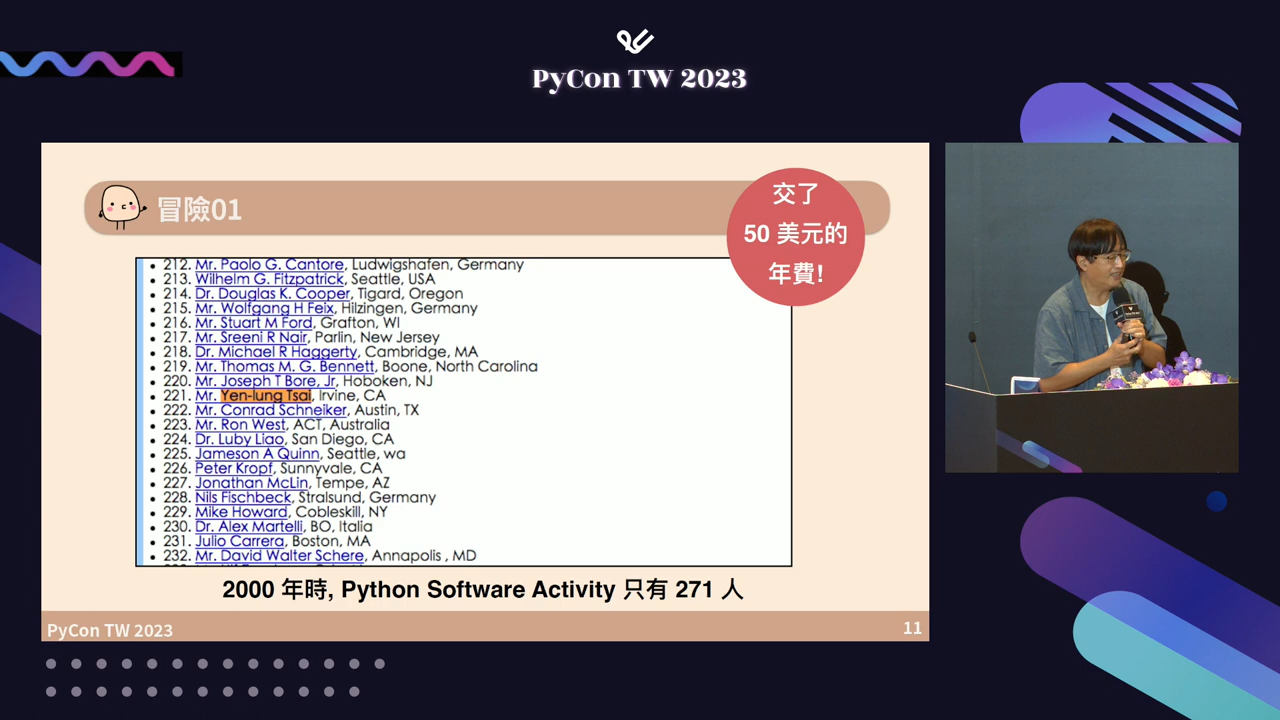 PyCon TW 2023
冒險01
交了
50 美元的
年費!
212. Mr. Paolo G. Cantore, Ludwigshafen, Germany
213. Wilhelm G. Fitzpatrick, Seattle, USA
214. Dr. Douglas K. Cooper, Tigard, Oregon
215. Mr. Wolfgang H Feix, Hilzingen, Germany
216. Mr. Stuart M Ford, Grafton, WI
217. Mr. Sreeni R Nair, Parlin, New Jersey
218. Dr. Michael R Haggerty, Cambridge, MA
219. Mr. Thomas M. G. Bennett, Boone, North Carolina
220. Mr. Joseph T Bore, Jr, Hoboken, NJ
221. Mr. Yen-lung Tsai, Irvine, CA
222. Mr. Conrad Schneiker, Austin, TX
223. Mr. Ron West, ACT, Australia
224. Dr. Luby Liao, San Diego, CA
225. Jameson A Quinn, Seattle, wa
226. Peter Kropf, Sunnyvale, CA
227. Jonathan McLin, Tempe, AZ
228. Nils Fischbeck, Stralsund, Germany
229. Mike Howard, Cobleskill, NY
230. Dr. Alex Martelli, BO, Italia
231. Julio Carrera, Boston, MA
232. Mr. David Walter Schere, Annapolis , MD
2000 年時, Python Software Activity 只有 271 人
PyCon TW 2023
11